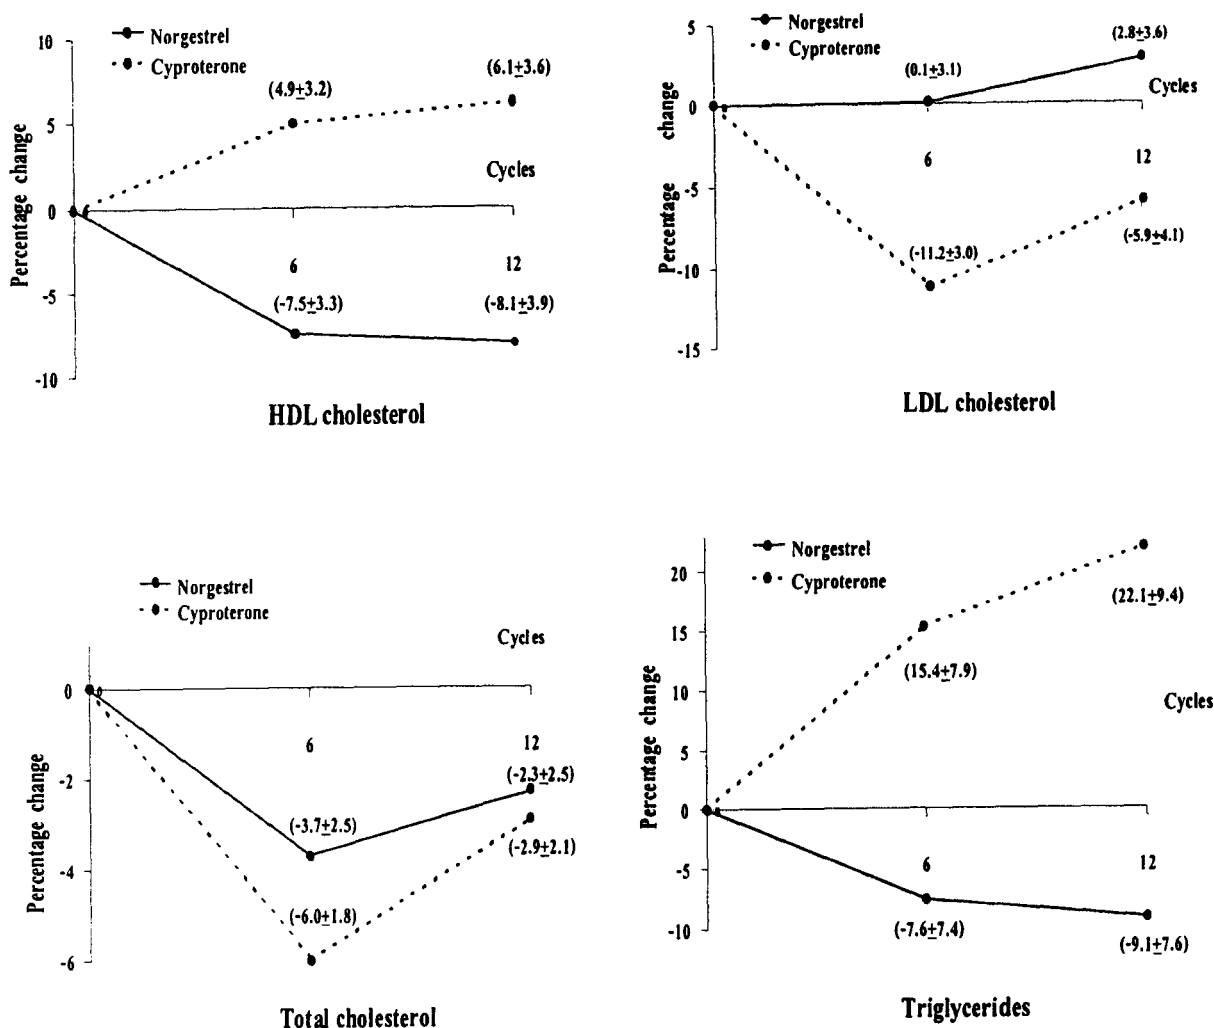 Norgestrel
Cyproterone
10
5
0
-5
-10
Percentage change
(4.9±3.2)
(6.1±3.6)
Cycles
6
12
(-7.5±3.3)
(-8.1±3.9)
HDL cholesterol
Norgestrel
Cyproterone
5
0
-5
-10
-15
Percentage change
(0.1±3.1)
(2.8±3.6)
Cycles
6
12
(-11.2±3.0)
(-5.9±4.1)
LDL cholesterol
Norgestrel
Cyproterone
Cycles
0
-2
-4
-6
Percentage change
0
6
12
(-2.3±2.5)
(-3.7±2.5)
(-2.9±2.1)
(-6.0±1.8)
Total cholesterol
Norgestrel
Cyproterone
20
15
10
5
0
-5
-10
Percentage change
(22.1±9.4)
(15.4±7.9)
Cycles
6
12
(-7.6±7.4)
(-9.1±7.6)
Triglycerides